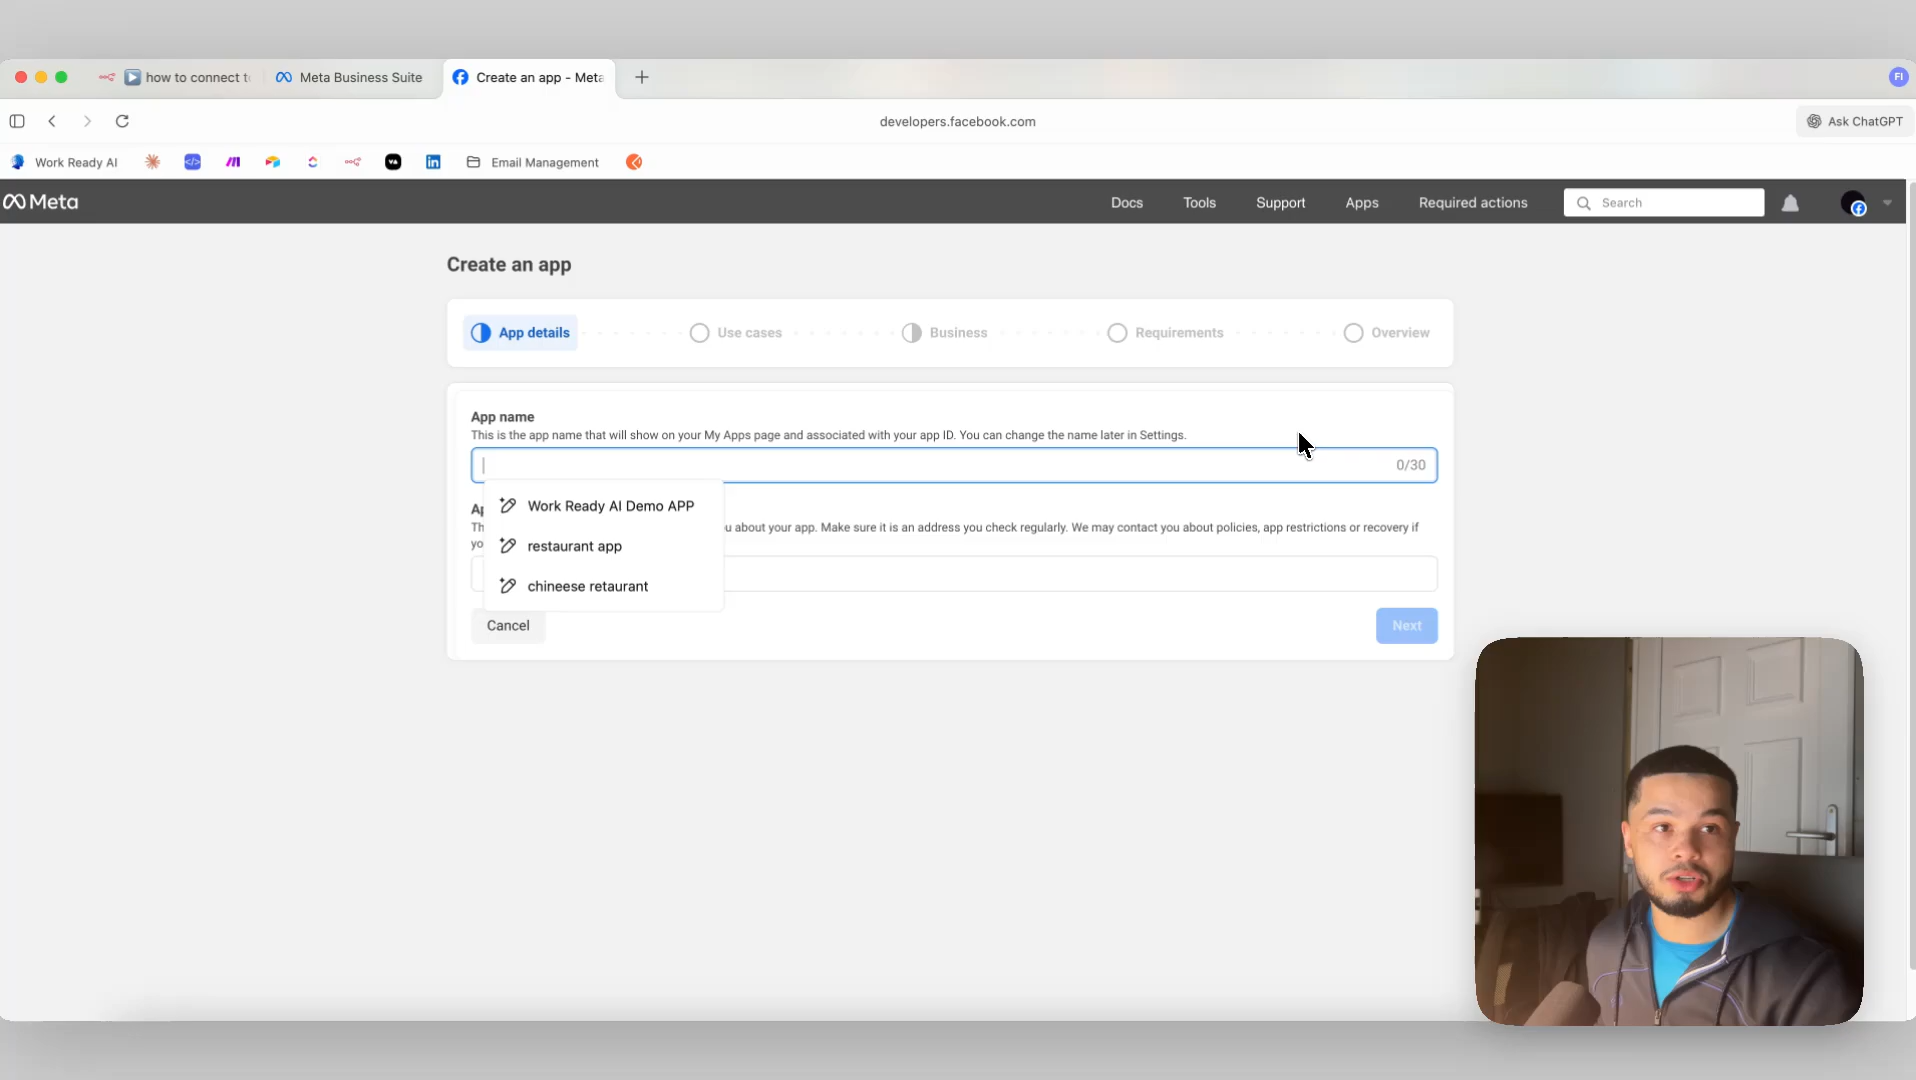 how to connect t
Meta Business Suite
Create an app - Meta
FI
developers.facebook.com
Ask ChatGPT
Work Ready AI
Email Management
Meta
Docs
Tools
Support
Apps
Required actions
Search
Create an app
App details
Use cases
Business
Requirements
Overview
App name
This is the app name that will show on your My Apps page and associated with your app ID. You can change the name later in Settings.
0/30
Work Ready AI Demo APP
restaurant app
chineese retaurant
Ap
Th
u about your app. Make sure it is an address you check regularly. We may contact you about policies, app restrictions or recovery if
yo
Cancel
Next